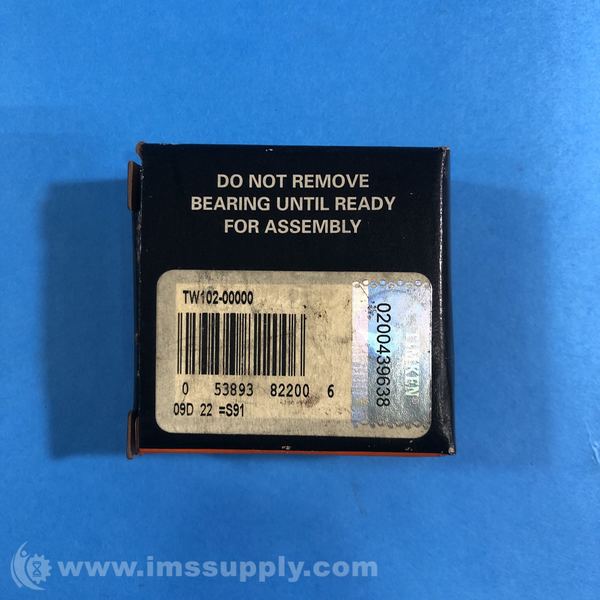 DO NOT REMOVE
BEARING UNTIL READY
FOR ASSEMBLY
TW102-00000
0 53893 82200 6
09D 22 =S91
0200439638
TIMKEN
www.imssupply.com